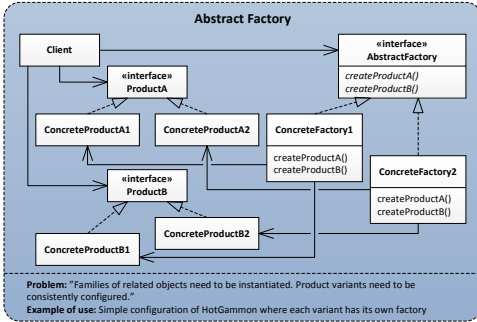 Abstract Factory
Client
«interface»
AbstractFactory
createProductA()
createProductB()
«interface»
ProductA
ConcreteProductA1
ConcreteProductA2
ConcreteFactory1
createProductA()
createProductB()
ConcreteFactory2
createProductA()
createProductB()
«interface»
ProductB
ConcreteProductB2
ConcreteProductB1
Problem: "Families of related objects need to be instantiated. Product variants need to be
consistently configured."
Example of use: Simple configuration of HotGammon where each variant has its own factory